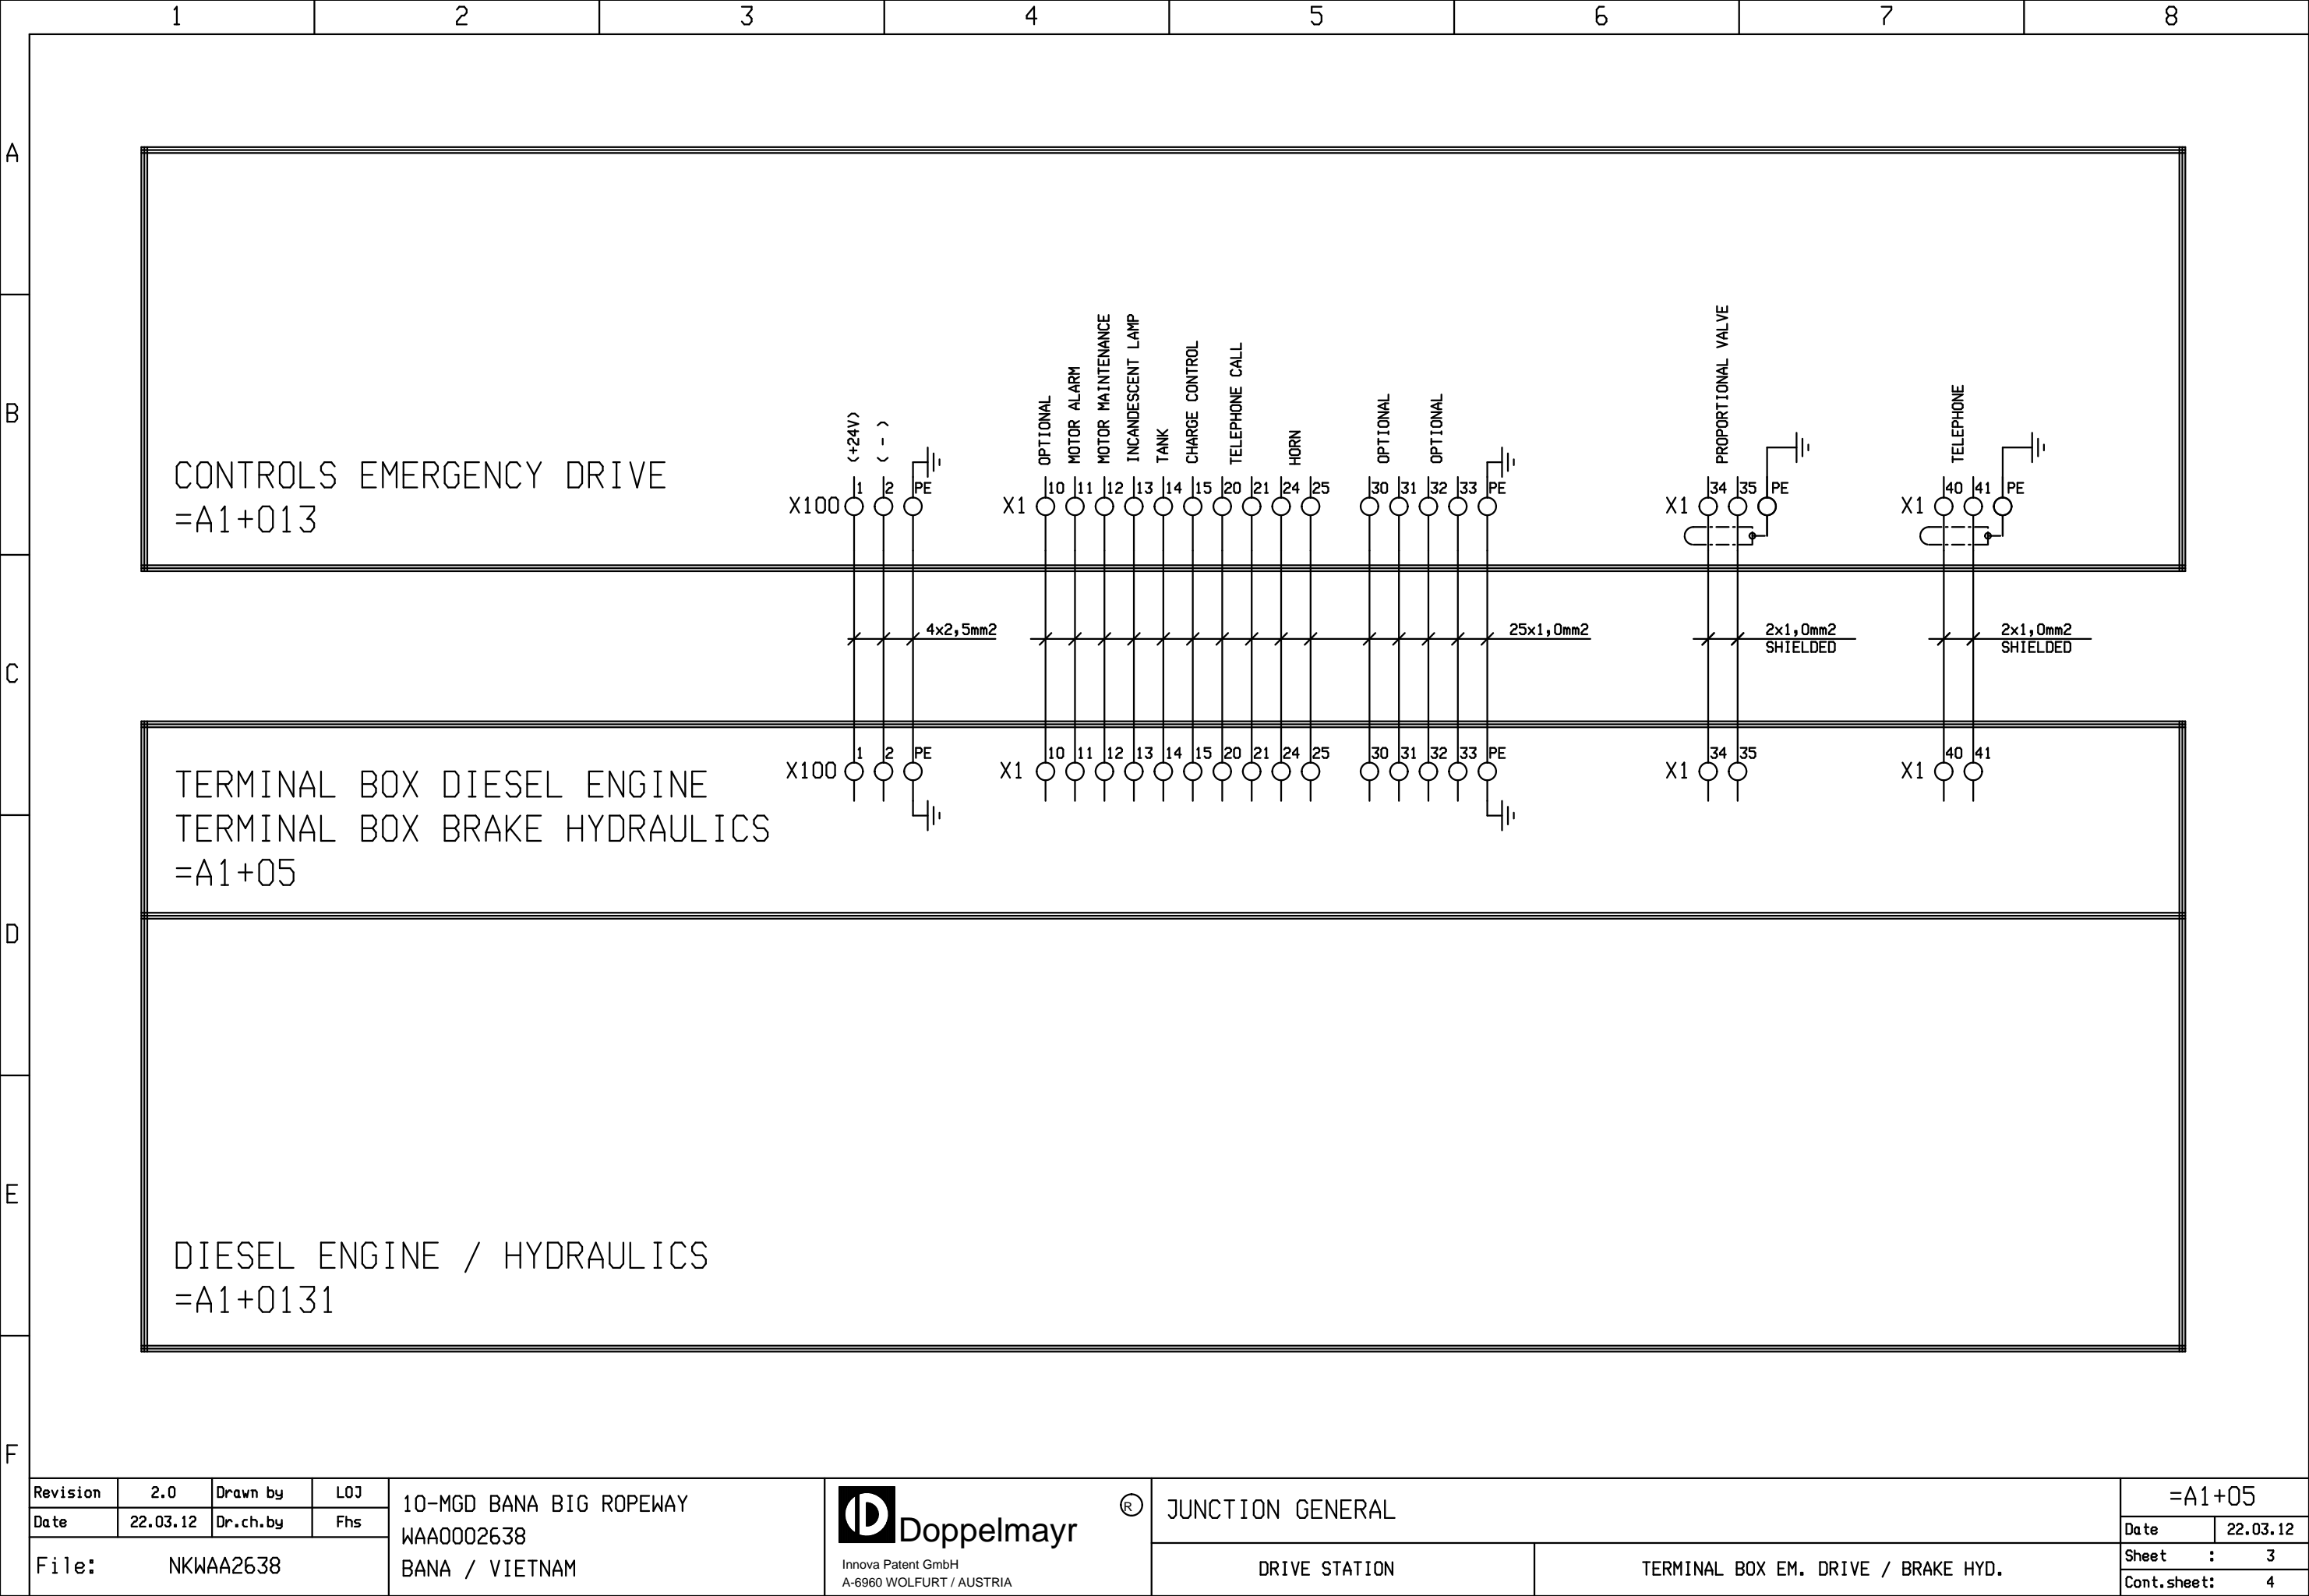 1 2 3 4 5 6 7 8
A
B
C
D
E
F
CONTROLS EMERGENCY DRIVE
=A1+013
(+24V)
( - )
OPTIONAL
MOTOR ALARM
MOTOR MAINTENANCE
INCANDESCENT LAMP
TANK
CHARGE CONTROL
TELEPHONE CALL
HORN
OPTIONAL
OPTIONAL
PROPORTIONAL VALVE
TELEPHONE
X100 1 2 PE
X1 10 11 12 13 14 15 20 21 24 25 30 31 32 33 PE
X1 34 35 PE
X1 40 41 PE
4x2,5mm2
25x1,0mm2
2x1,0mm2
SHIELDED
2x1,0mm2
SHIELDED
TERMINAL BOX DIESEL ENGINE
TERMINAL BOX BRAKE HYDRAULICS
=A1+05
X100 1 2 PE
X1 10 11 12 13 14 15 20 21 24 25 30 31 32 33 PE
X1 34 35
X1 40 41
DIESEL ENGINE / HYDRAULICS
=A1+0131
Revision 2.0 Drawn by LOJ
Date 22.03.12 Dr.ch.by Fhs
File: NKWAA2638
10-MGD BANA BIG ROPEWAY
WAA0002638
BANA / VIETNAM
Doppelmayr ®
Innova Patent GmbH
A-6960 WOLFURT / AUSTRIA
JUNCTION GENERAL
DRIVE STATION
TERMINAL BOX EM. DRIVE / BRAKE HYD.
=A1+05
Date 22.03.12
Sheet : 3
Cont.sheet: 4